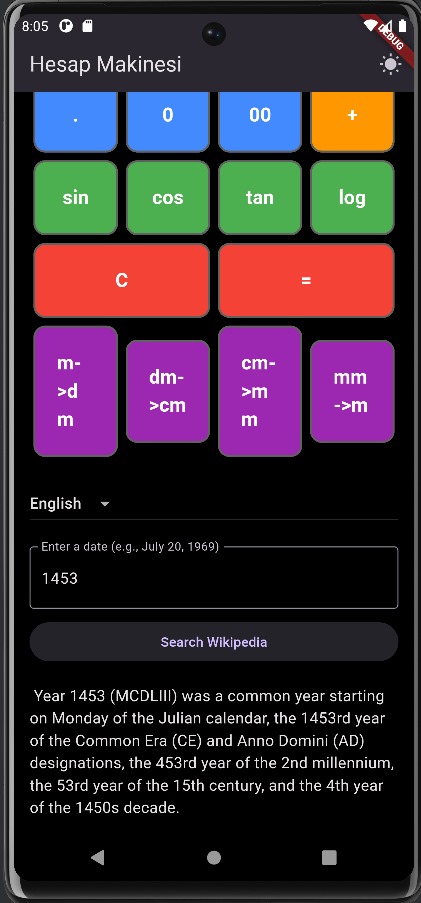 8:05
DEBUG
Hesap Makinesi
. 0 00 +
sin cos tan log
C =
m-
>d
m
dm-
>cm
cm-
>m
m
mm
->m
English
Enter a date (e.g., July 20, 1969)
1453
Search Wikipedia
Year 1453 (MCDLIII) was a common year starting
on Monday of the Julian calendar, the 1453rd year
of the Common Era (CE) and Anno Domini (AD)
designations, the 453rd year of the 2nd millennium,
the 53rd year of the 15th century, and the 4th year
of the 1450s decade.